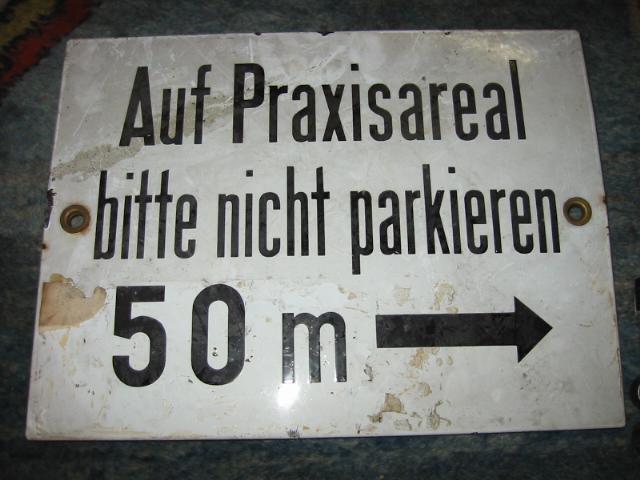 Auf Praxisareal
bitte nicht parkieren
50 m